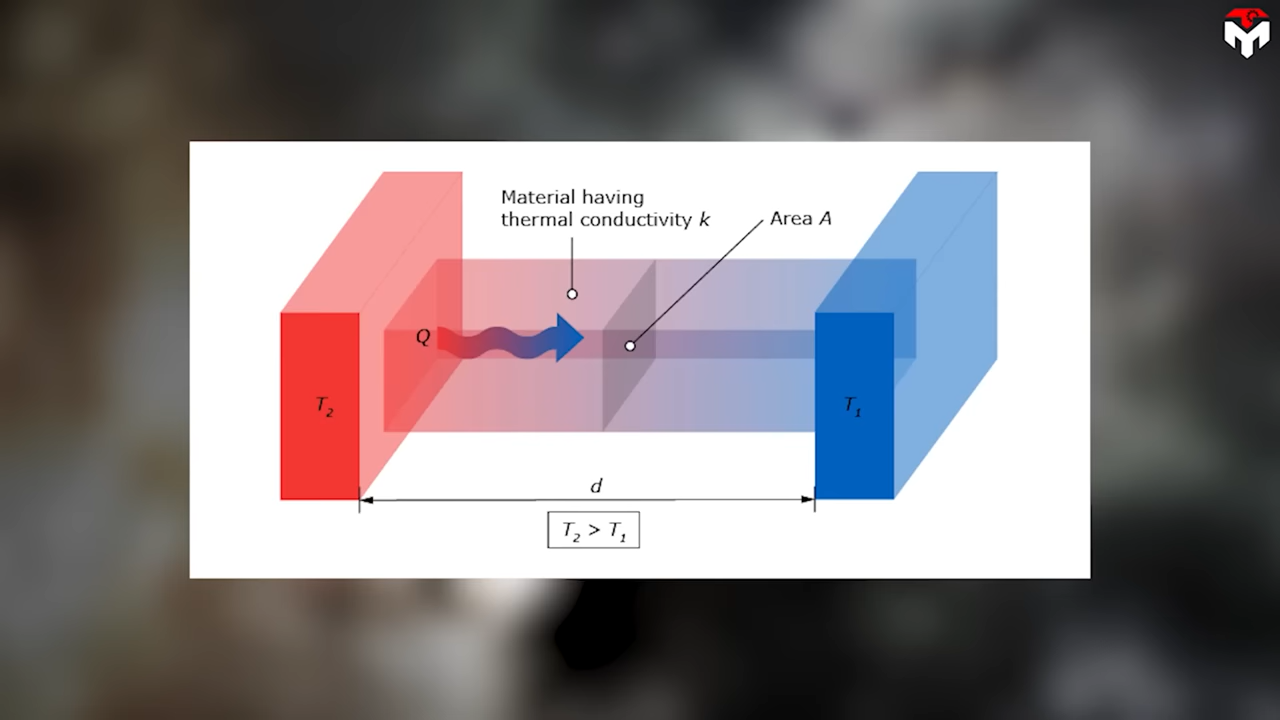 Material having
thermal conductivity k
Area A
Q
T2
T1
d
T2 > T1